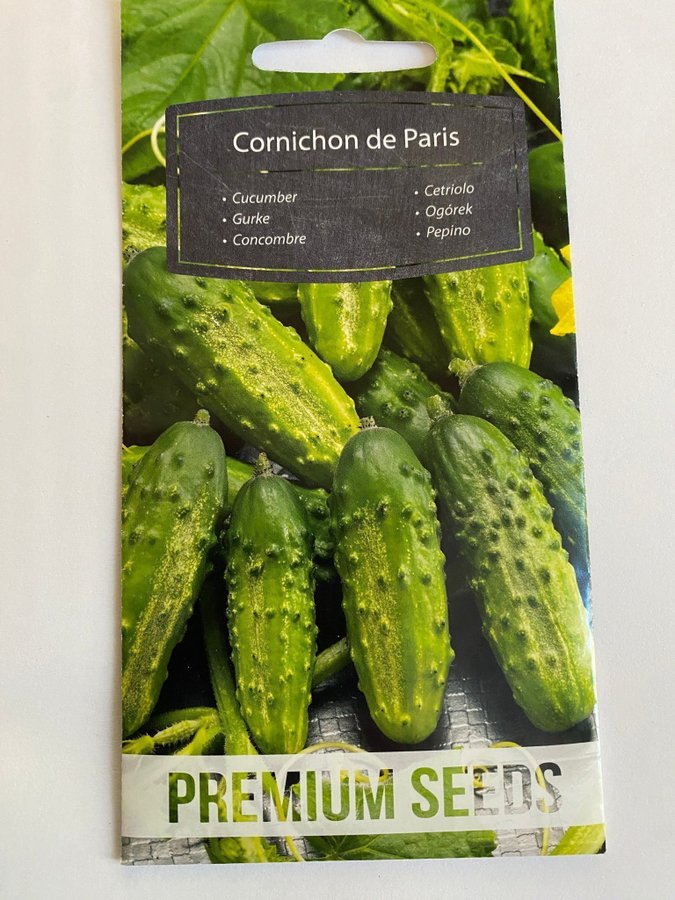 Cornichon de Paris
• Cucumber
• Gurke
• Concombre
• Cetriolo
• Ogórek
• Pepino
PREMIUM SEEDS